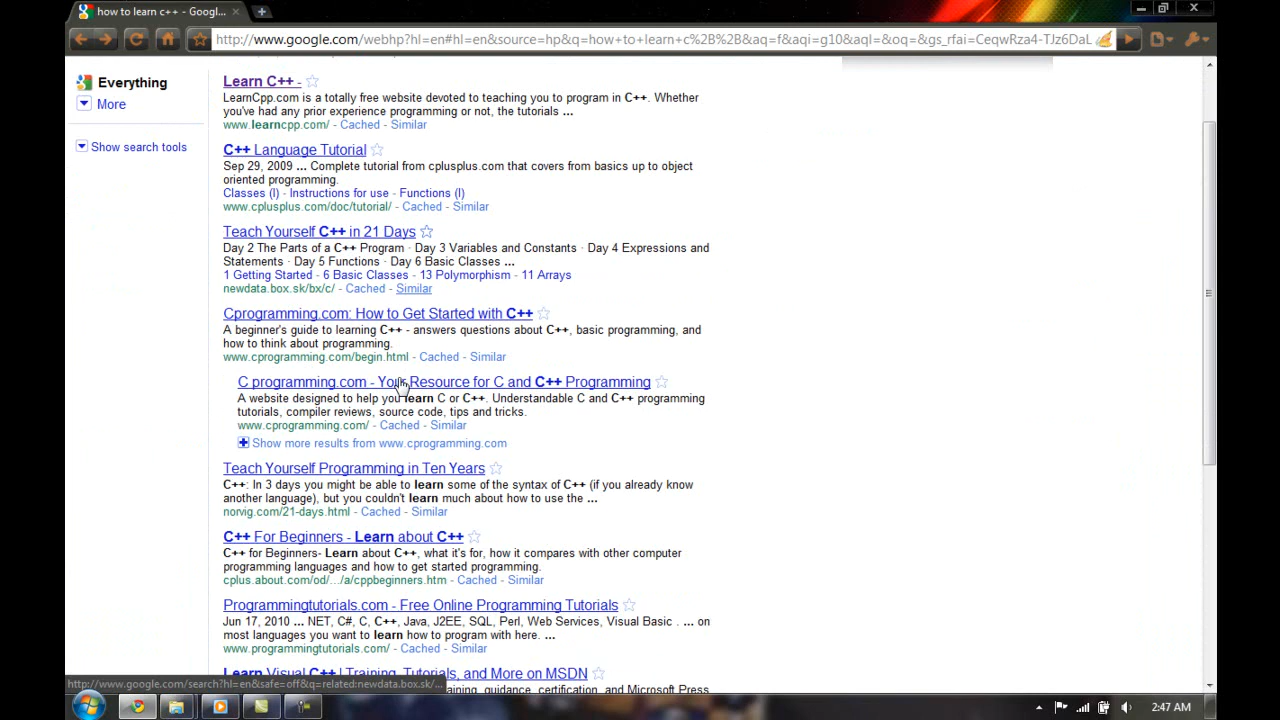 how to learn c++ - Googl...
http://www.google.com/webhp?hl=en#hl=en&source=hp&q=how+to+learn+c%2B%2B&aq=f&aqi=g10&aql=&oq=&gs_rfai=CeqwRza4-TJz6DaL
Everything
More
Show search tools
Learn C++ -
LearnCpp.com is a totally free website devoted to teaching you to program in C++. Whether
you've had any prior experience programming or not, the tutorials ...
www.learncpp.com/ - Cached - Similar
C++ Language Tutorial
Sep 29, 2009 ... Complete tutorial from cplusplus.com that covers from basics up to object
oriented programming.
Classes (I) - Instructions for use - Functions (I)
www.cplusplus.com/doc/tutorial/ - Cached - Similar
Teach Yourself C++ in 21 Days
Day 2 The Parts of a C++ Program · Day 3 Variables and Constants · Day 4 Expressions and
Statements · Day 5 Functions · Day 6 Basic Classes ...
1 Getting Started - 6 Basic Classes - 13 Polymorphism - 11 Arrays
newdata.box.sk/bx/c/ - Cached - Similar
Cprogramming.com: How to Get Started with C++
A beginner's guide to learning C++ - answers questions about C++, basic programming, and
how to think about programming.
www.cprogramming.com/begin.html - Cached - Similar
C programming.com - Your Resource for C and C++ Programming
A website designed to help you learn C or C++. Understandable C and C++ programming
tutorials, compiler reviews, source code, tips and tricks.
www.cprogramming.com/ - Cached - Similar
Show more results from www.cprogramming.com
Teach Yourself Programming in Ten Years
C++: In 3 days you might be able to learn some of the syntax of C++ (if you already know
another language), but you couldn't learn much about how to use the ...
norvig.com/21-days.html - Cached - Similar
C++ For Beginners - Learn about C++
C++ for Beginners- Learn about C++, what it's for, how it compares with other computer
programming languages and how to get started programming.
cplus.about.com/od/.../a/cppbeginners.htm - Cached - Similar
Programmingtutorials.com - Free Online Programming Tutorials
Jun 17, 2010 ... NET, C#, C, C++, Java, J2EE, SQL, Perl, Web Services, Visual Basic . ... on
most languages you want to learn how to program with here. ...
www.programmingtutorials.com/ - Cached - Similar
Learn Visual C++ | Training, Tutorials, and More on MSDN
guidance, certification, and Microsoft Press
http://www.google.com/search?hl=en&safe=off&q=related:newdata.box.sk/...
2:47 AM